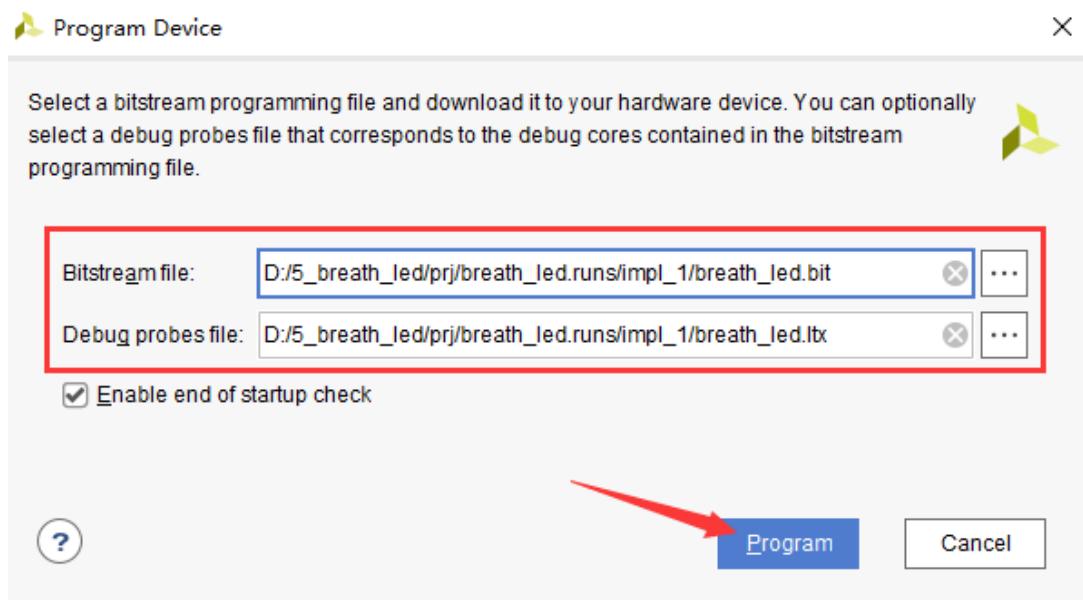 Program Device
Select a bitstream programming file and download it to your hardware device. You can optionally
select a debug probes file that corresponds to the debug cores contained in the bitstream
programming file.
Bitstream file: D:/5_breath_led/prj/breath_led.runs/impl_1/breath_led.bit ...
Debug probes file: D:/5_breath_led/prj/breath_led.runs/impl_1/breath_led.ltx ...
Enable end of startup check
? Program Cancel